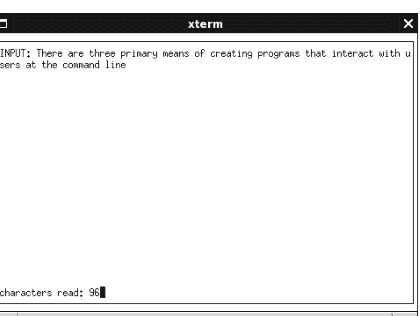 xterm
INPUT: There are three primary means of creating programs that interact with u
sers at the command line
characters read: 96